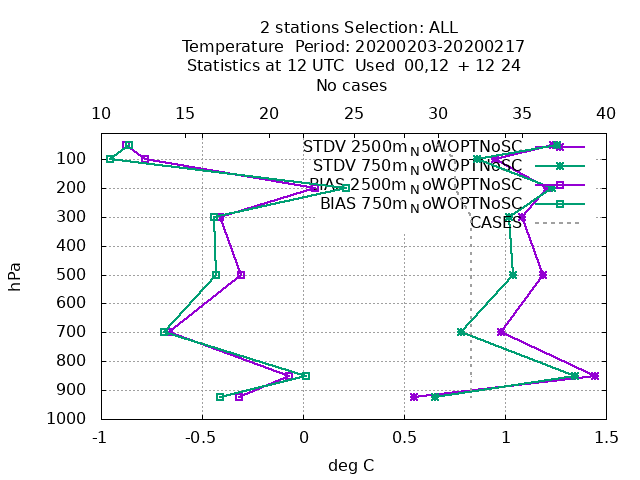 2 stations Selection: ALL
Temperature  Period: 20200203-20200217
Statistics at 12 UTC  Used  00,12  + 12 24
No cases
10 15 20 25 30 35 40
STDV 2500m_NoWOPTNoSC
STDV 750m_NoWOPTNoSC
BIAS 2500m_NoWOPTNoSC
BIAS 750m_NoWOPTNoSC
CASES
100
200
300
400
500
600
700
800
900
1000
hPa
-1 -0.5 0 0.5 1 1.5
deg C